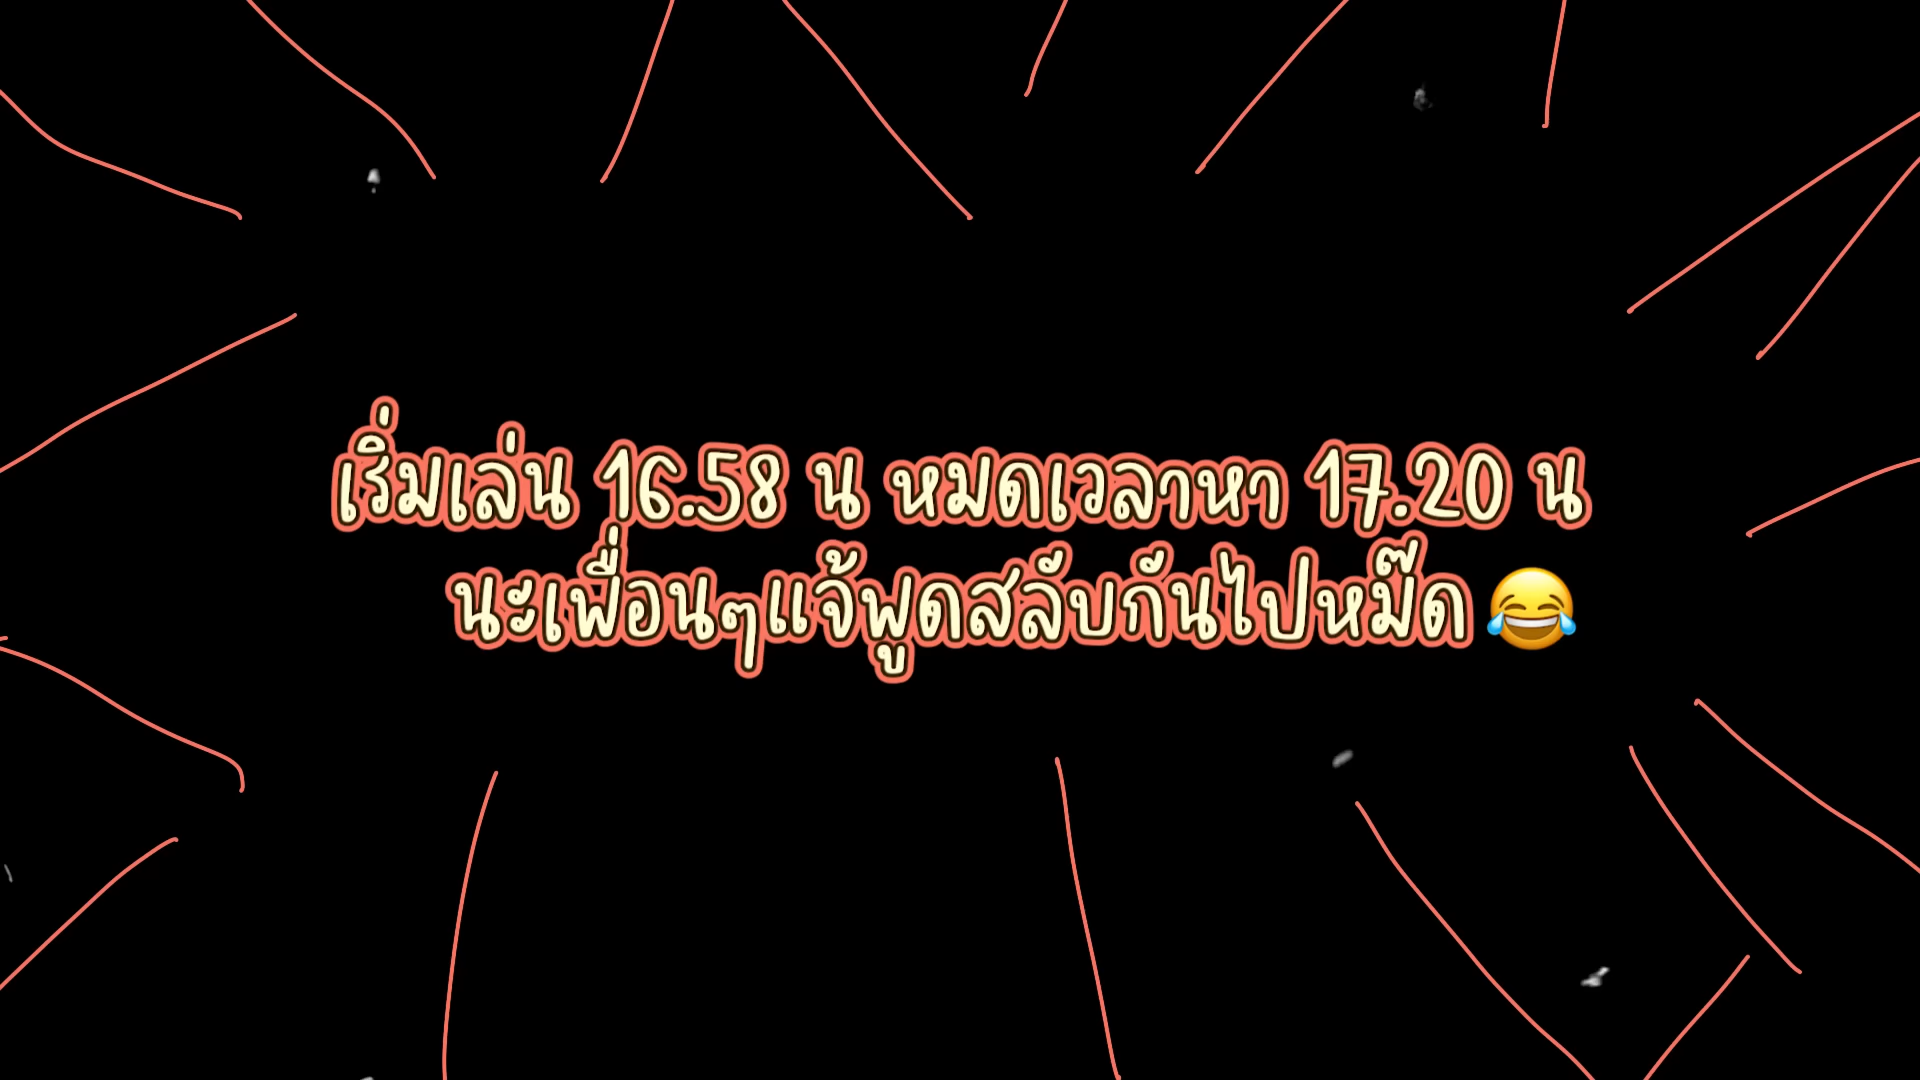 เริ่มเล่น 16.58 น หมดเวลาหา 17.20 น
นะเพื่อนๆแจ้ฟูดสลับกันไปหม๊ด😂